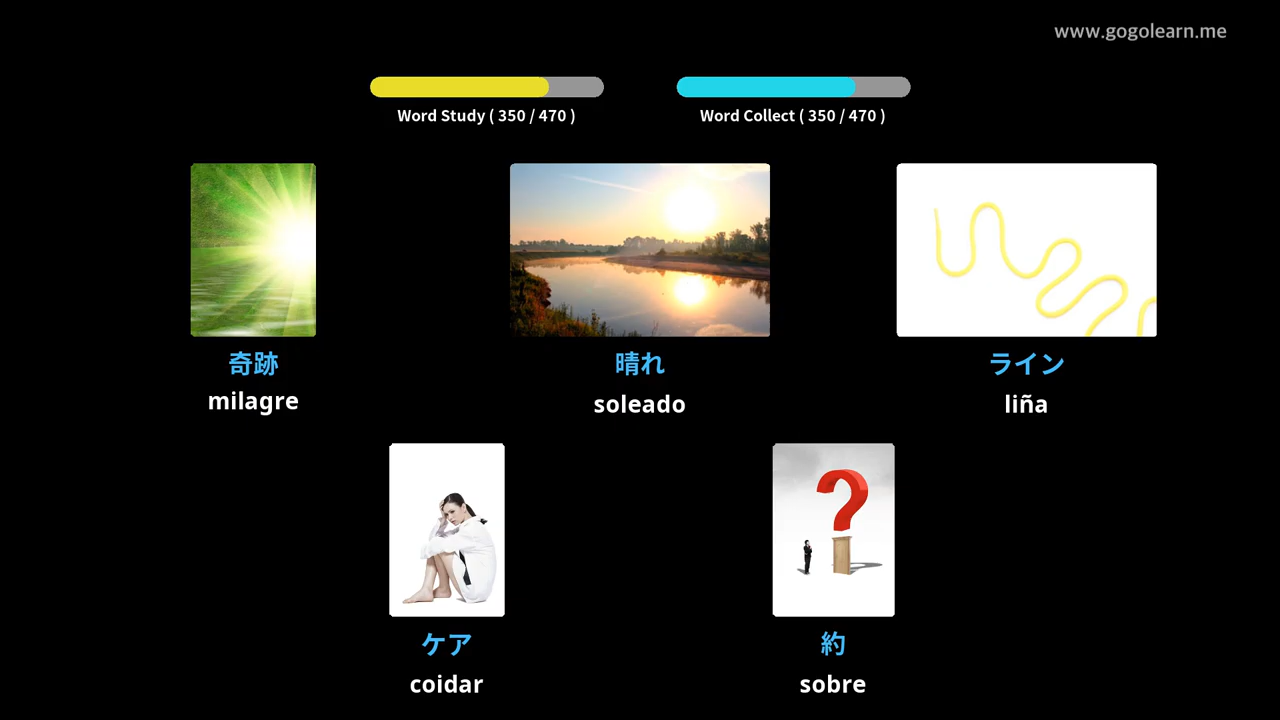 www.gogolearn.me
Word Study ( 350 / 470 )
Word Collect ( 350 / 470 )
奇跡
milagre
晴れ
soleado
ライン
liña
ケア
coidar
約
sobre